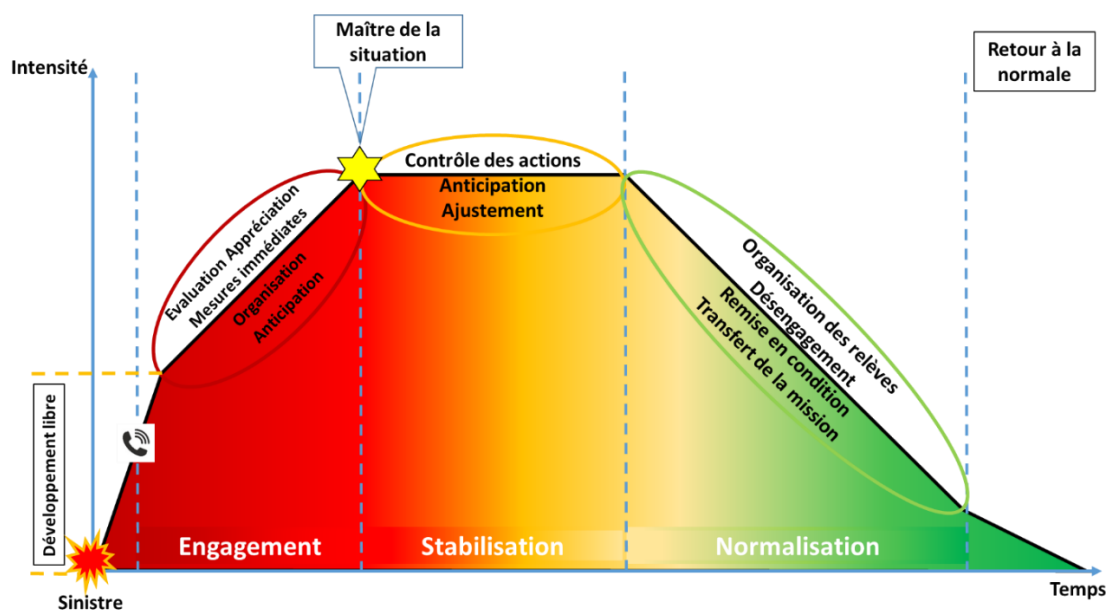 Maître de la
situation
Retour à la
normale
Intensité
Contrôle des actions
Anticipation
Ajustement
Evaluation Appréciation
Mesures immédiates
Organisation
Anticipation
Organisation des relèves
Désengagement
Remise en condition
Transfert de la mission
Développement libre
Engagement
Stabilisation
Normalisation
Sinistre
Temps